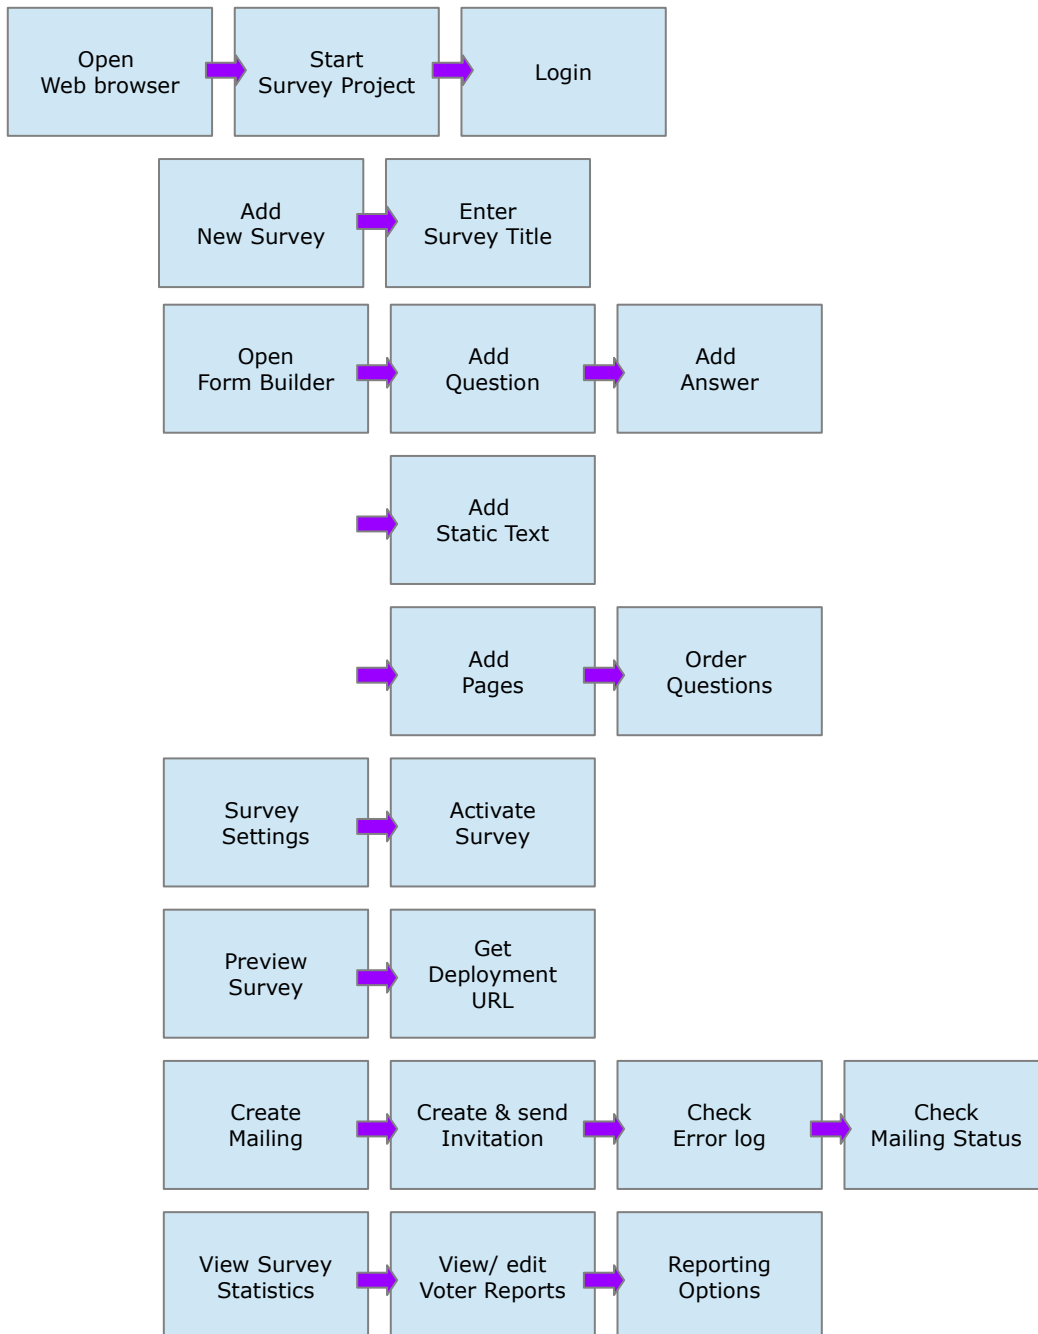 Open
Web browser
Start
Survey Project
Login
Add
New Survey
Enter
Survey Title
Open
Form Builder
Add
Question
Add
Answer
Add
Static Text
Add
Pages
Order
Questions
Survey
Settings
Activate
Survey
Preview
Survey
Get
Deployment
URL
Create
Mailing
Create & send
Invitation
Check
Error log
Check
Mailing Status
View Survey
Statistics
View/ edit
Voter Reports
Reporting
Options